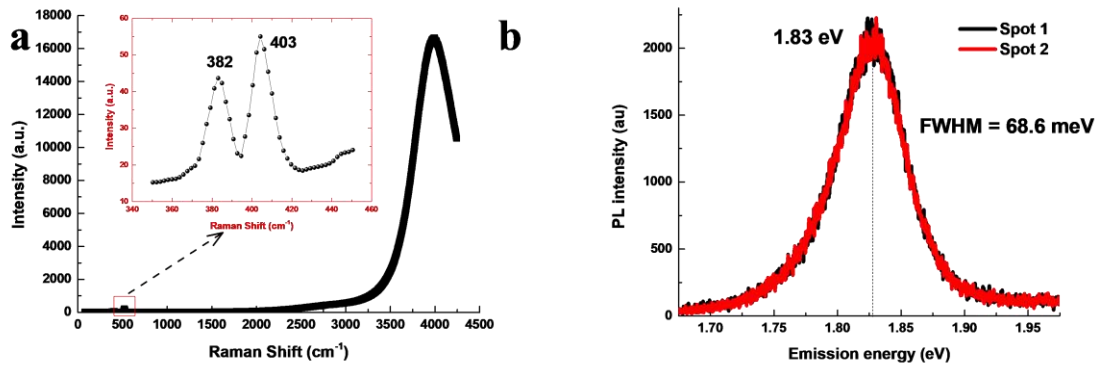 a
18000
16000
14000
12000
10000
8000
6000
4000
2000
0
Intensity (a.u.)
0 500 1000 1500 2000 2500 3000 3500 4000 4500
Raman Shift (cm⁻¹)
60
50
40
30
20
10
Intensity (a.u.)
382
403
340 360 380 400 420 440 460
Raman Shift (cm⁻¹)
b
2000
1500
1000
500
0
PL intensity (au)
1.83 eV
Spot 1
Spot 2
FWHM = 68.6 meV
1.70 1.75 1.80 1.85 1.90 1.95
Emission energy (eV)